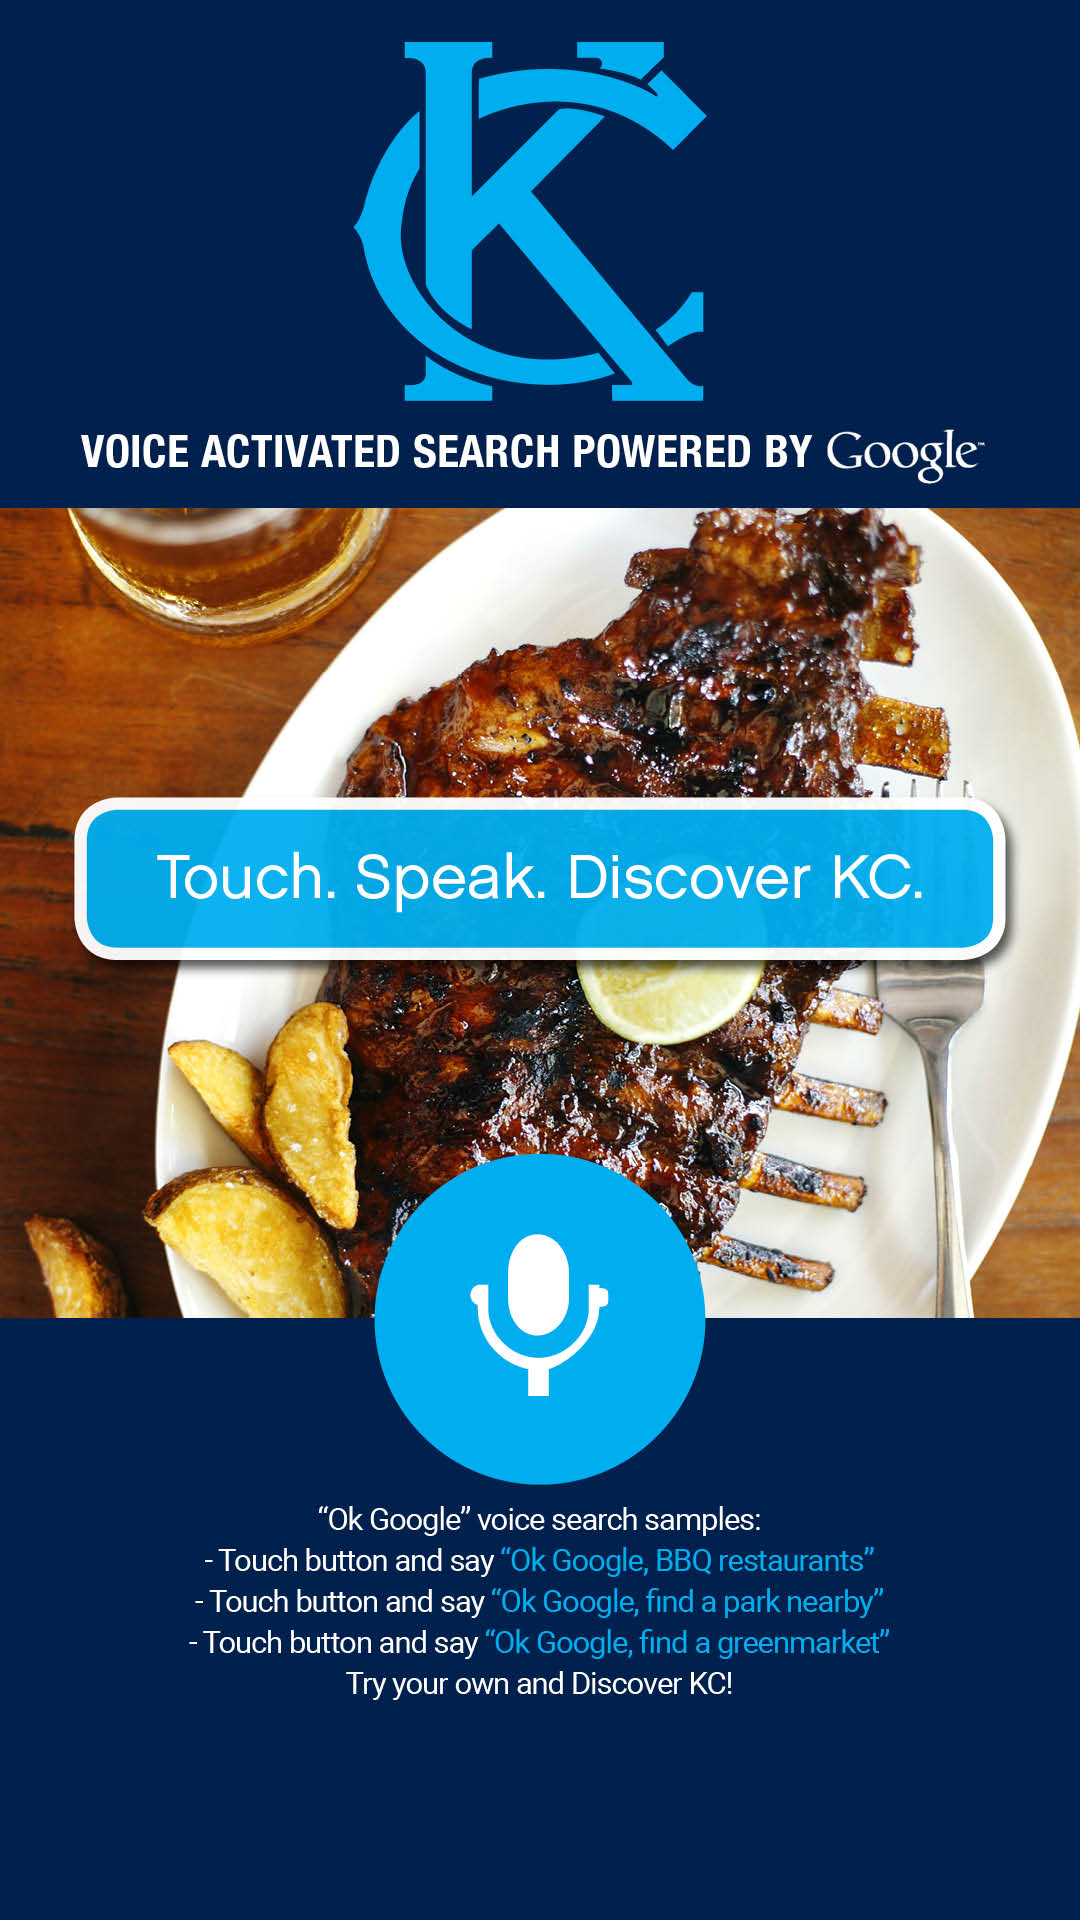 KC
VOICE ACTIVATED SEARCH POWERED BY Google™
Touch. Speak. Discover KC.
“Ok Google” voice search samples:
- Touch button and say “Ok Google, BBQ restaurants”
- Touch button and say “Ok Google, find a park nearby”
- Touch button and say “Ok Google, find a greenmarket”
Try your own and Discover KC!